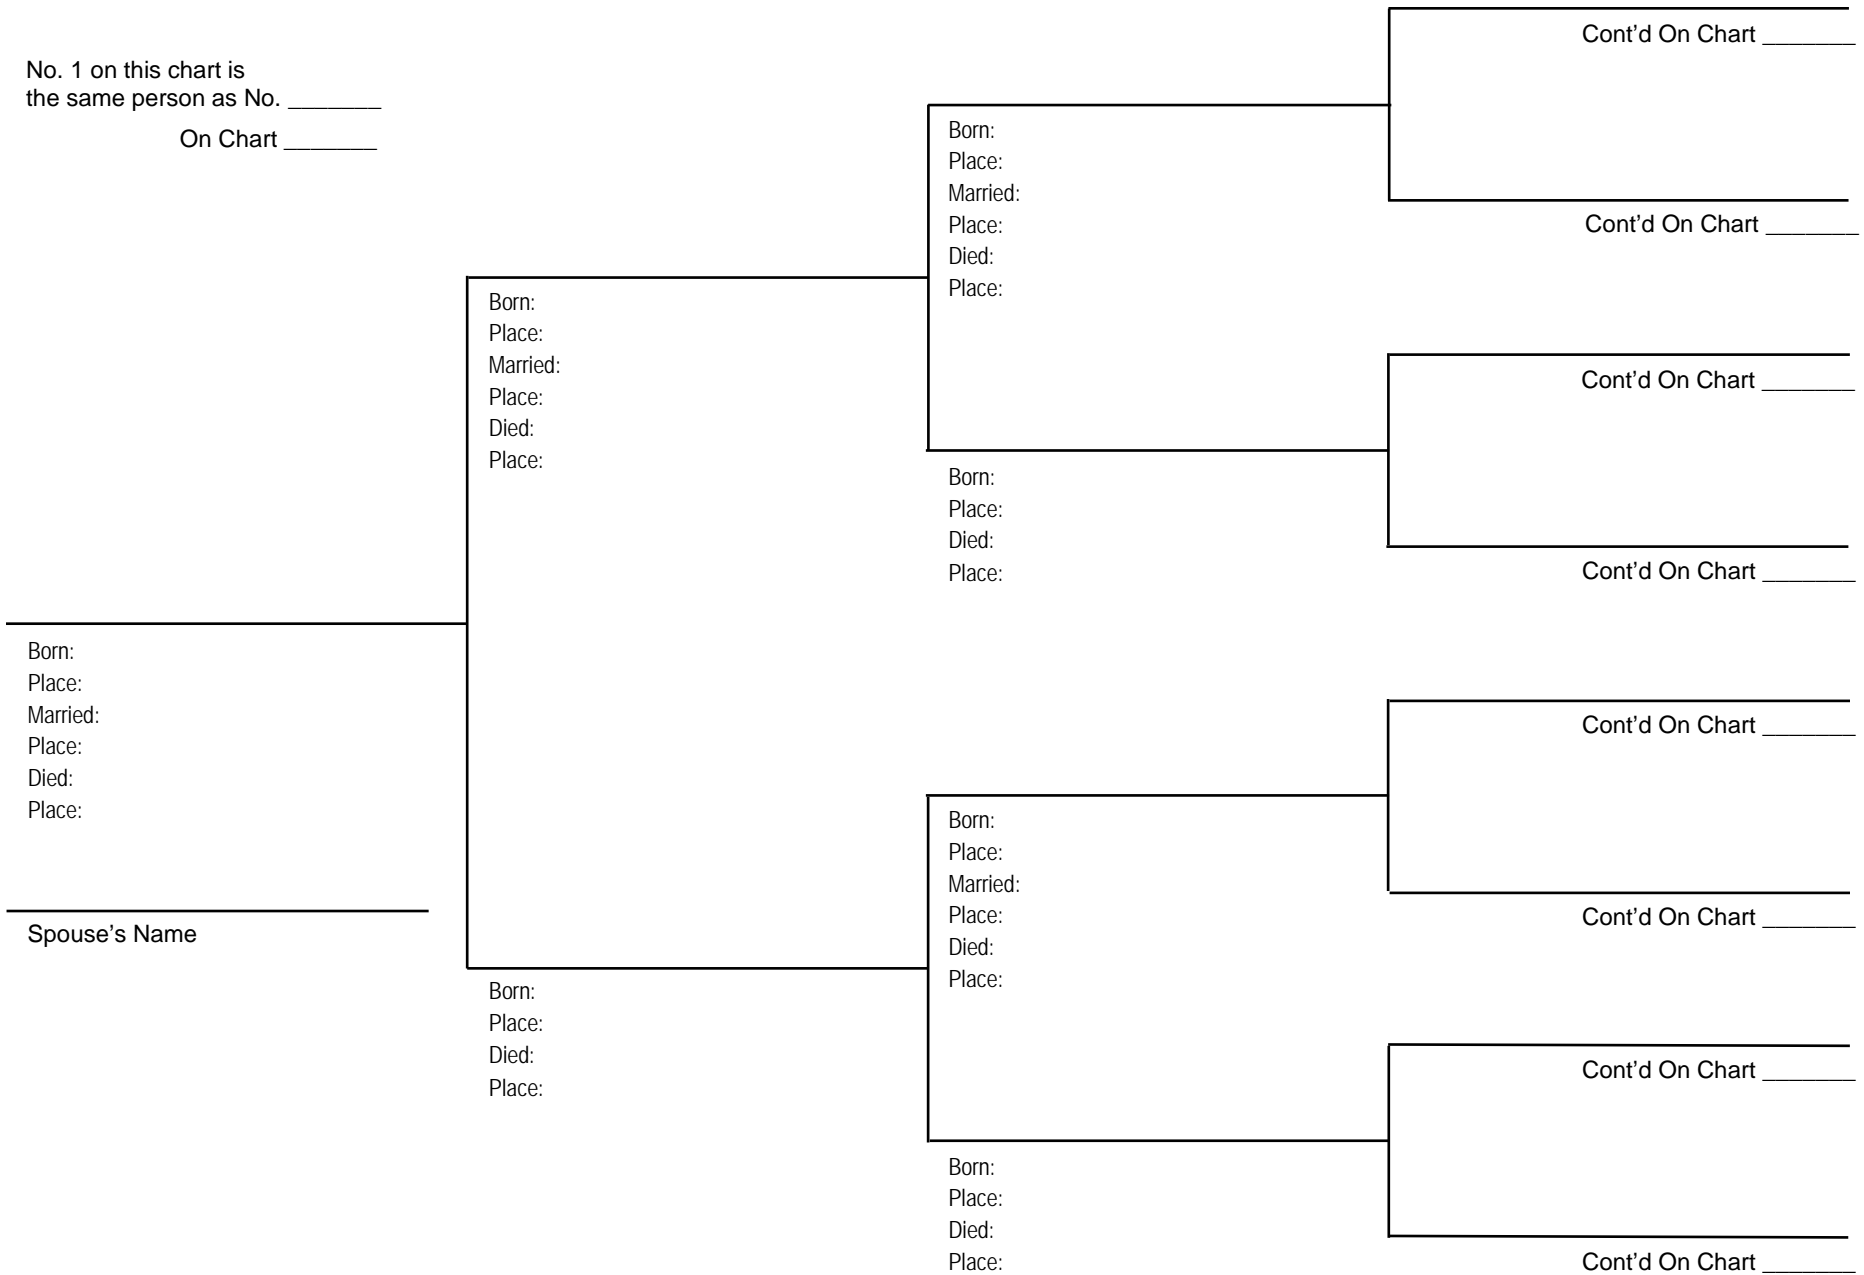 No. 1 on this chart is
the same person as No. _______
On Chart _______
Born:
Place:
Married:
Place:
Died:
Place:
Spouse’s Name
Born:
Place:
Married:
Place:
Died:
Place:
Born:
Place:
Died:
Place:
Born:
Place:
Married:
Place:
Died:
Place:
Born:
Place:
Died:
Place:
Born:
Place:
Married:
Place:
Died:
Place:
Born:
Place:
Died:
Place:
Cont’d On Chart _______
Cont’d On Chart _______
Cont’d On Chart _______
Cont’d On Chart _______
Cont’d On Chart _______
Cont’d On Chart _______
Cont’d On Chart _______
Cont’d On Chart _______